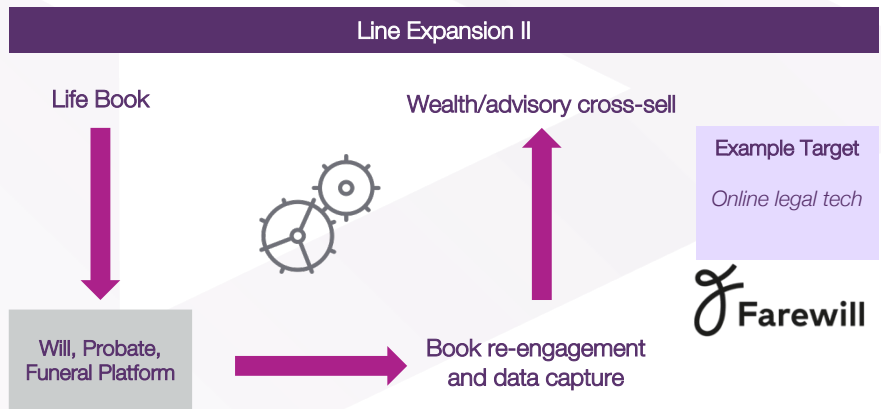 Line Expansion II
Life Book
Wealth/advisory cross-sell
Example Target
Online legal tech
Farewill
Will, Probate,
Funeral Platform
Book re-engagement
and data capture